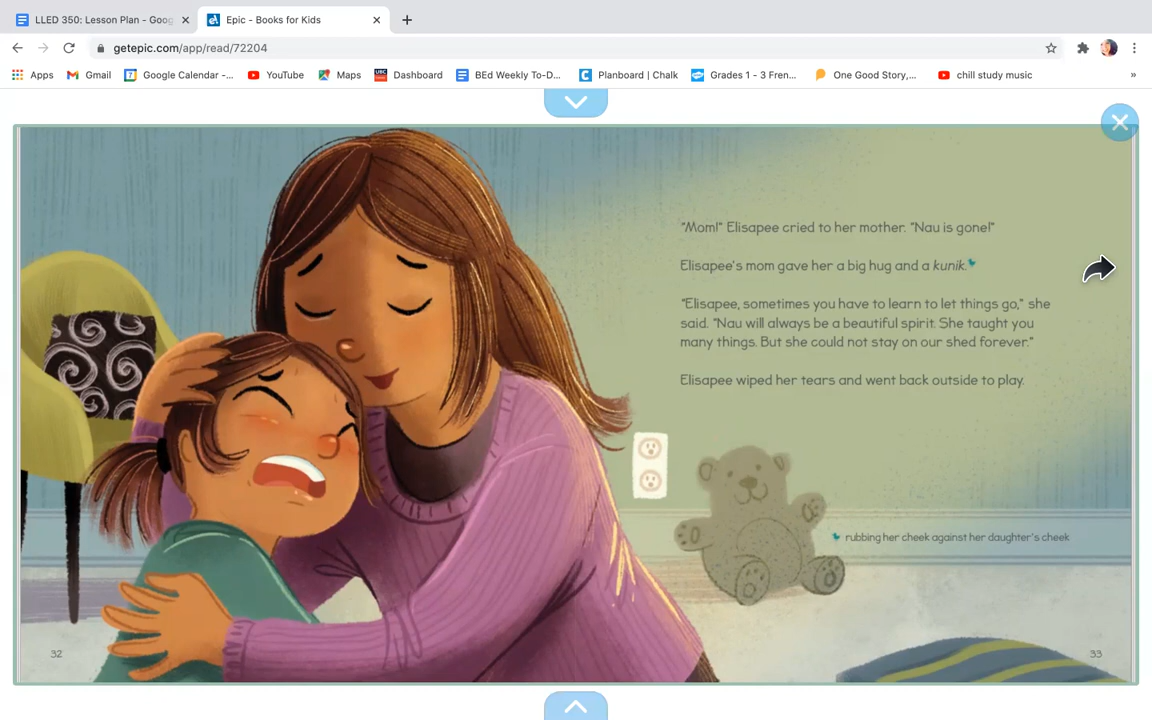 LLED 350: Lesson Plan - Goog
Epic - Books for Kids
getepic.com/app/read/72204
Apps
Gmail
Google Calendar -...
YouTube
Maps
Dashboard
BEd Weekly To-D...
Planboard | Chalk
Grades 1 - 3 Fren...
One Good Story,...
chill study music
»
"Mom!" Elisapee cried to her mother. "Nau is gone!"
Elisapee's mom gave her a big hug and a kunik.
"Elisapee, sometimes you have to learn to let things go," she
said. "Nau will always be a beautiful spirit. She taught you
many things. But she could not stay on our shed forever."
Elisapee wiped her tears and went back outside to play.
rubbing her cheek against her daughter's cheek
32
33